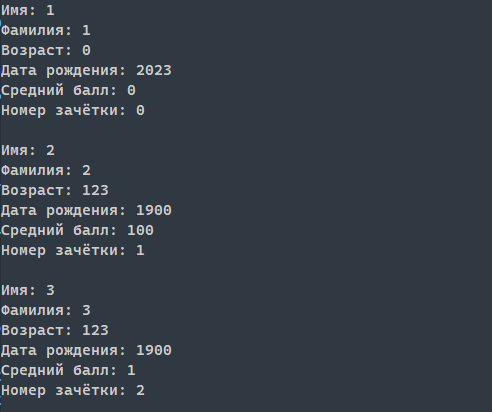 Имя: 1
Фамилия: 1
Возраст: 0
Дата рождения: 2023
Средний балл: 0
Номер зачётки: 0

Имя: 2
Фамилия: 2
Возраст: 123
Дата рождения: 1900
Средний балл: 100
Номер зачётки: 1

Имя: 3
Фамилия: 3
Возраст: 123
Дата рождения: 1900
Средний балл: 1
Номер зачётки: 2